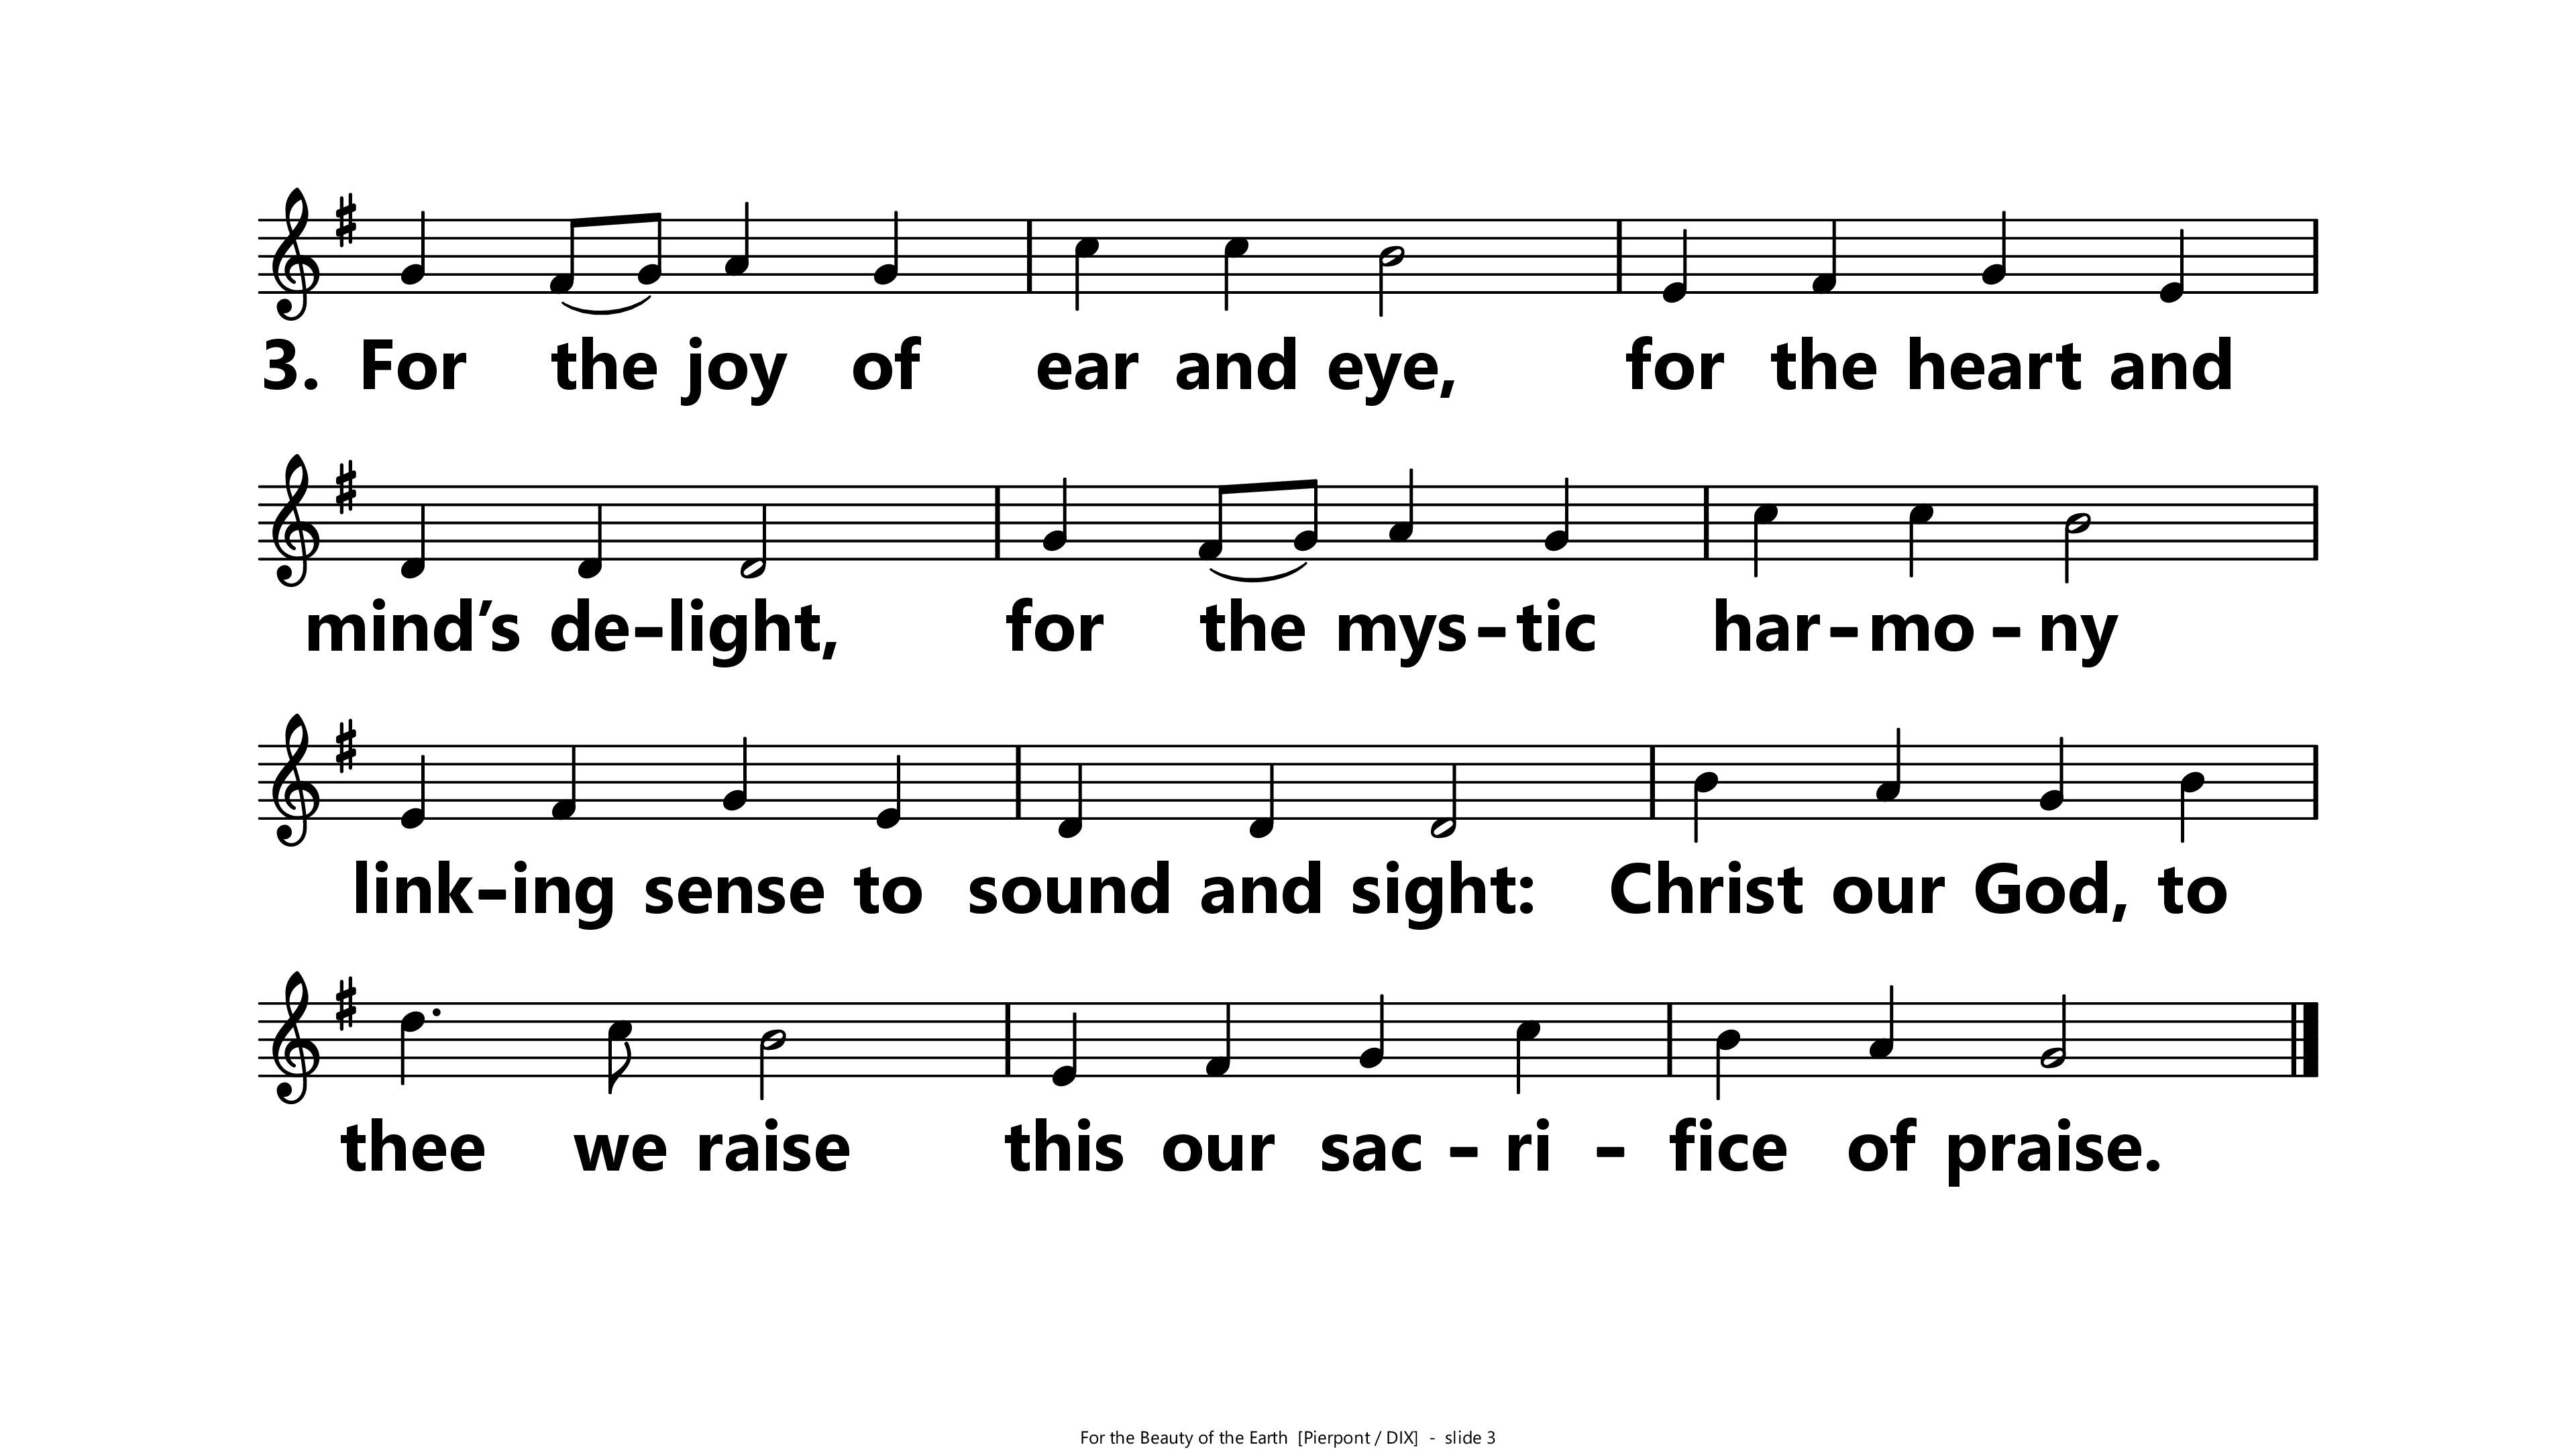 3. For the joy of ear and eye, for the heart and
mind’s de-light, for the mys-tic har-mo-ny
link-ing sense to sound and sight: Christ our God, to
thee we raise this our sac-ri-fice of praise.
For the Beauty of the Earth [Pierpont / DIX] - slide 3